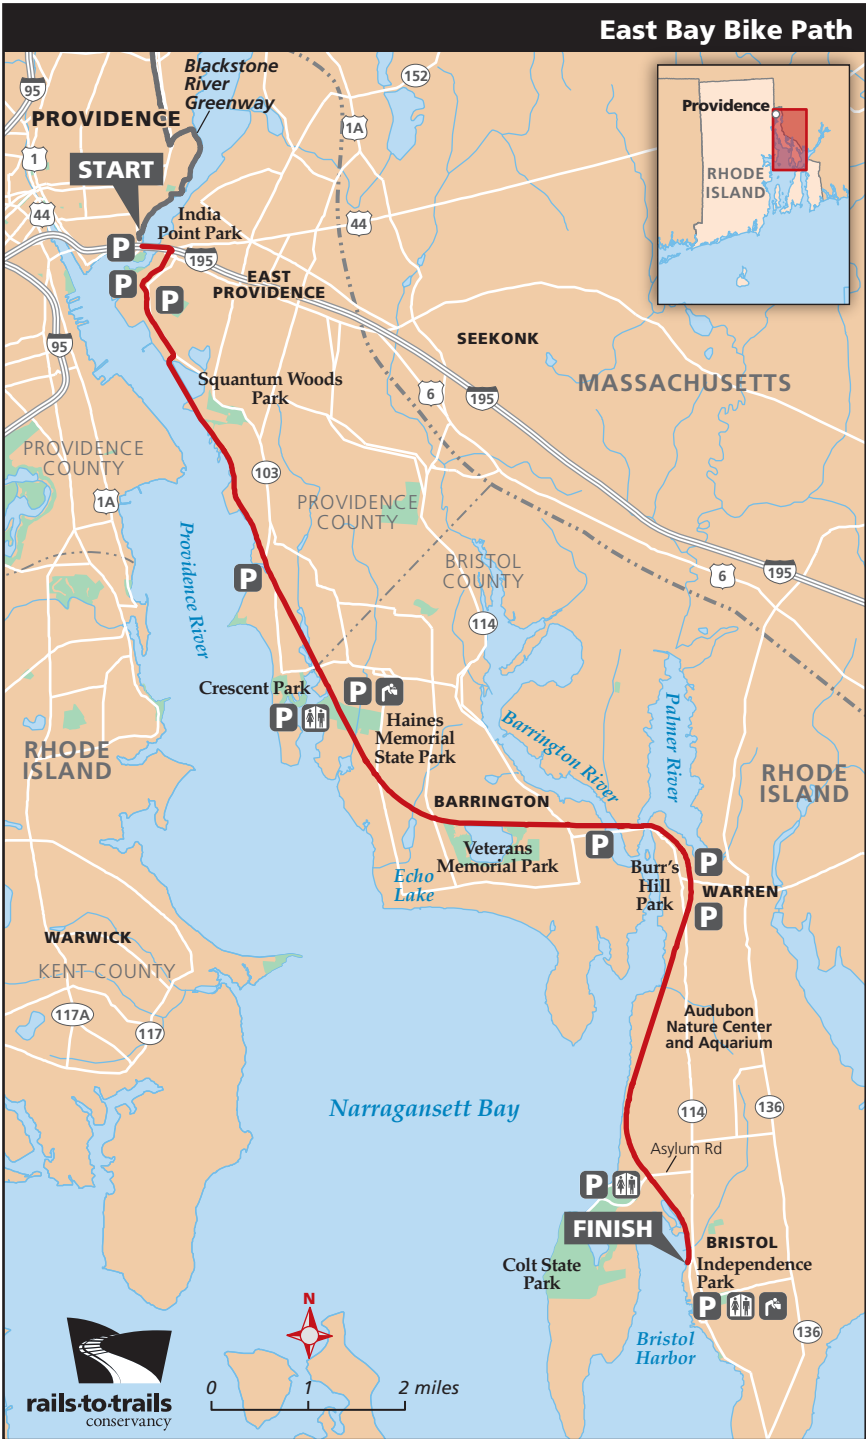 East Bay Bike Path
Blackstone
River
Greenway
152
95
PROVIDENCE
1A
Providence
RHODE
ISLAND
1
START
44
India
Point Park
44
P
195
P
P
EAST
PROVIDENCE
95
SEEKONK
MASSACHUSETTS
Squantum Woods
Park
6
195
PROVIDENCE
COUNTY
103
1A
PROVIDENCE
COUNTY
Providence River
BRISTOL
COUNTY
P
6
195
114
Crescent Park
P
P
Haines
Memorial
State Park
Barrington River
Palmer River
RHODE
ISLAND
RHODE
ISLAND
BARRINGTON
P
Veterans
Memorial Park
Echo
Lake
Burr's
Hill
Park
P
WARREN
P
WARWICK
KENT COUNTY
117A
117
Audubon
Nature Center
and Aquarium
Narragansett Bay
114
136
Asylum Rd
P
FINISH
BRISTOL
Independence
Park
Colt State
Park
P
136
Bristol
Harbor
N
0 1 2 miles
rails-to-trails
conservancy